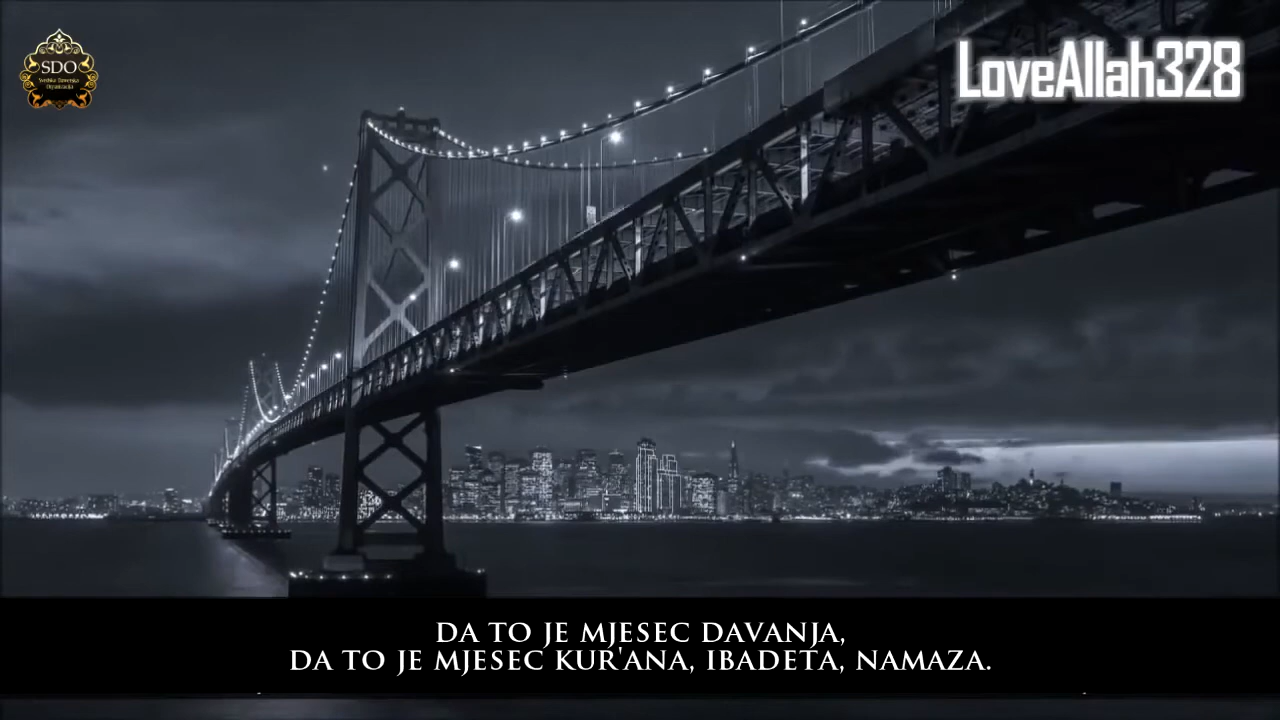 SDO
LoveAllah328
DA TO JE MJESEC DAVANJA,
DA TO JE MJESEC KUR'ANA, IBADETA, NAMAZA.